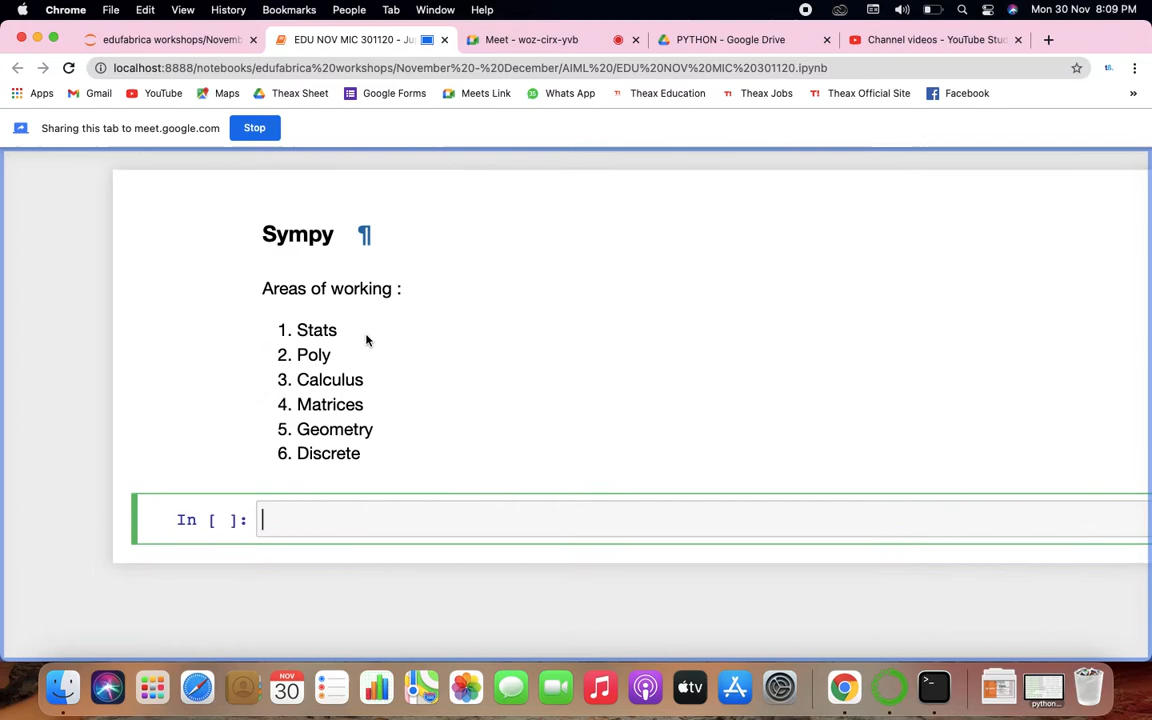 Chrome File Edit View History Bookmarks People Tab Window Help Mon 30 Nov 8:09 PM
edufabrica workshops/Novemb EDU NOV MIC 301120 - Ju Meet - woz-cirx-yvb PYTHON - Google Drive Channel videos - YouTube Stu
localhost:8888/notebooks/edufabrica%20workshops/November%20-%20December/AIML%20/EDU%20NOV%20MIC%20301120.ipynb
Apps Gmail YouTube Maps Theax Sheet Google Forms Meets Link Whats App Theax Education Theax Jobs Theax Official Site Facebook »
Sharing this tab to meet.google.com Stop
Sympy ¶
Areas of working :
1. Stats
2. Poly
3. Calculus
4. Matrices
5. Geometry
6. Discrete
In [ ]:
NOV
30
tv
python...